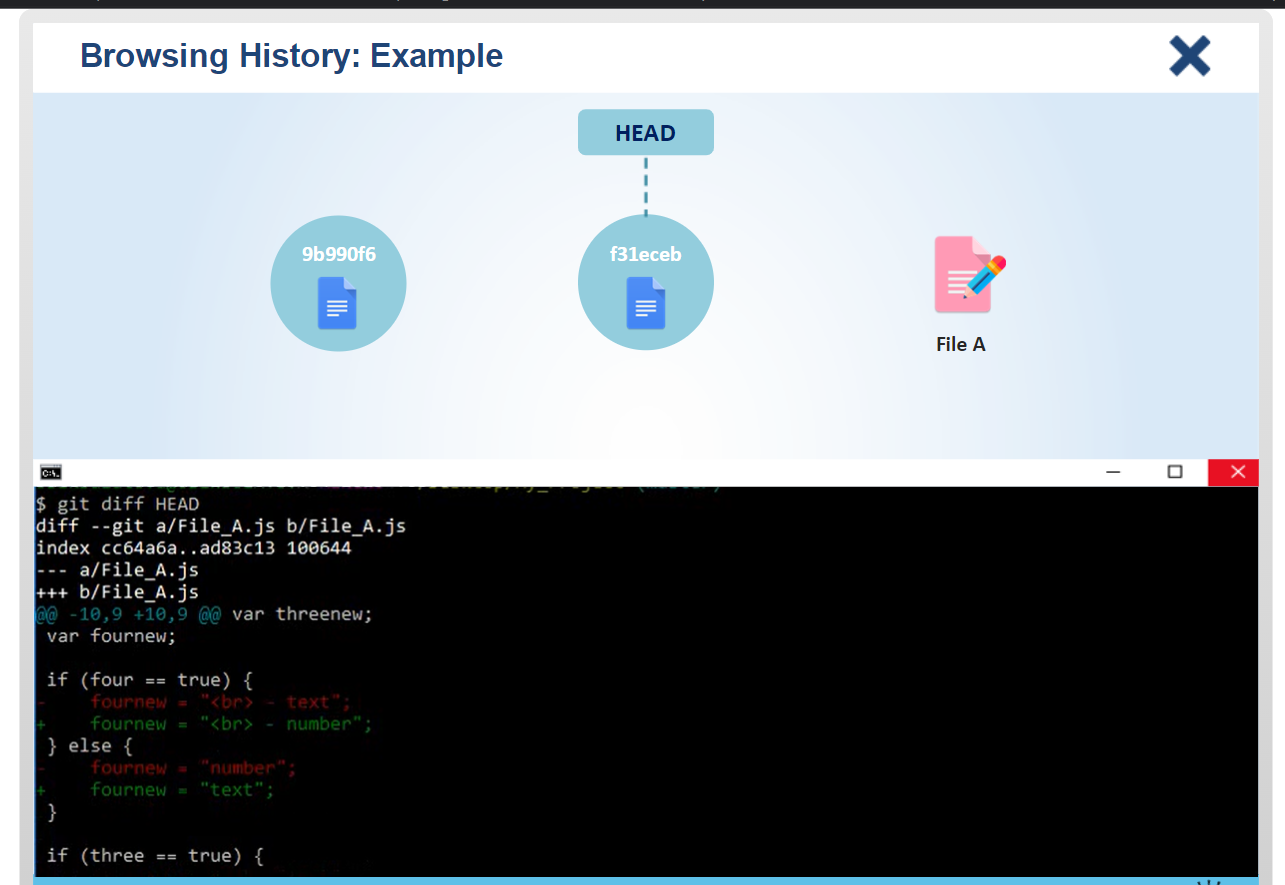 Browsing History: Example
HEAD
9b990f6
f31eceb
File A
$ git diff HEAD
diff --git a/File_A.js b/File_A.js
index cc64a6a..ad83c13 100644
--- a/File_A.js
+++ b/File_A.js
@@ -10,9 +10,9 @@ var threenew;
 var fournew;
 if (four == true) {
-    fournew = "<br> - text";
+    fournew = "<br> - number";
 } else {
-    fournew = "number";
+    fournew = "text";
 }
 if (three == true) {